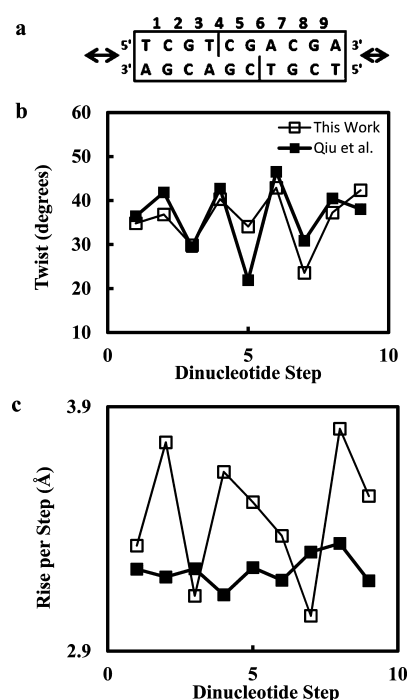 a
1 2 3 4 5 6 7 8 9
5' T C G T C G A C G A 3'
3' A G C A G C T G C T 5'
b
60
50
40
30
20
10
Twist (degrees)
This Work
Qiu et al.
0 5 10
Dinucleotide Step
c
3.9
2.9
Rise per Step (Å)
0 5 10
Dinucleotide Step